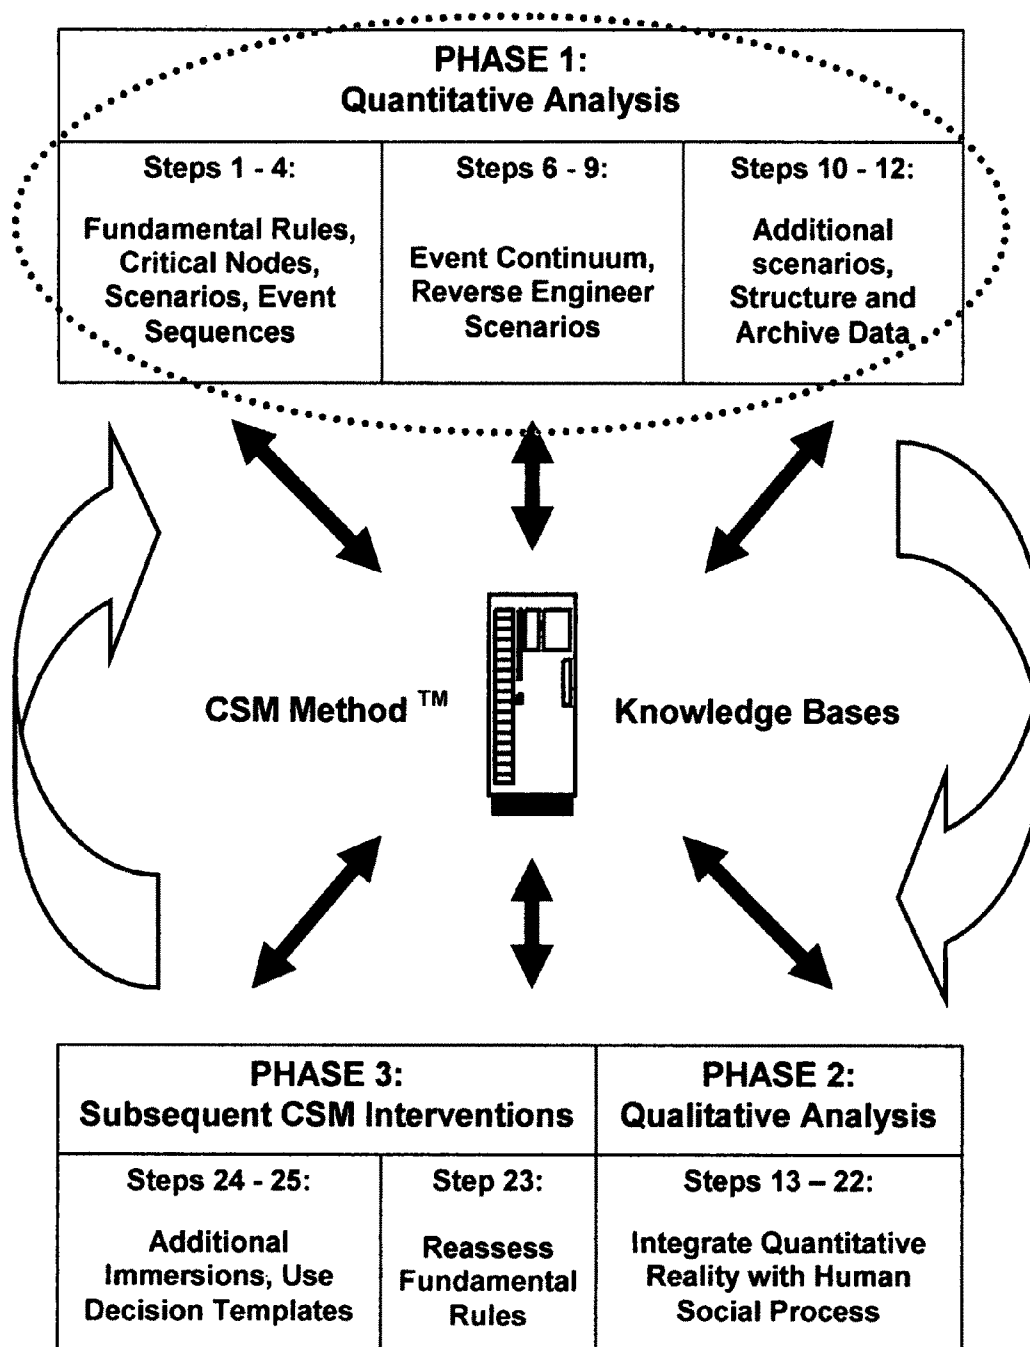 PHASE 1:
Quantitative Analysis
Steps 1 - 4:
Fundamental Rules,
Critical Nodes,
Scenarios, Event
Sequences
Steps 6 - 9:
Event Continuum,
Reverse Engineer
Scenarios
Steps 10 - 12:
Additional
scenarios,
Structure and
Archive Data
CSM Method ™
Knowledge Bases
PHASE 3:
Subsequent CSM Interventions
Steps 24 - 25:
Additional
Immersions, Use
Decision Templates
Step 23:
Reassess
Fundamental
Rules
PHASE 2:
Qualitative Analysis
Steps 13 – 22:
Integrate Quantitative
Reality with Human
Social Process